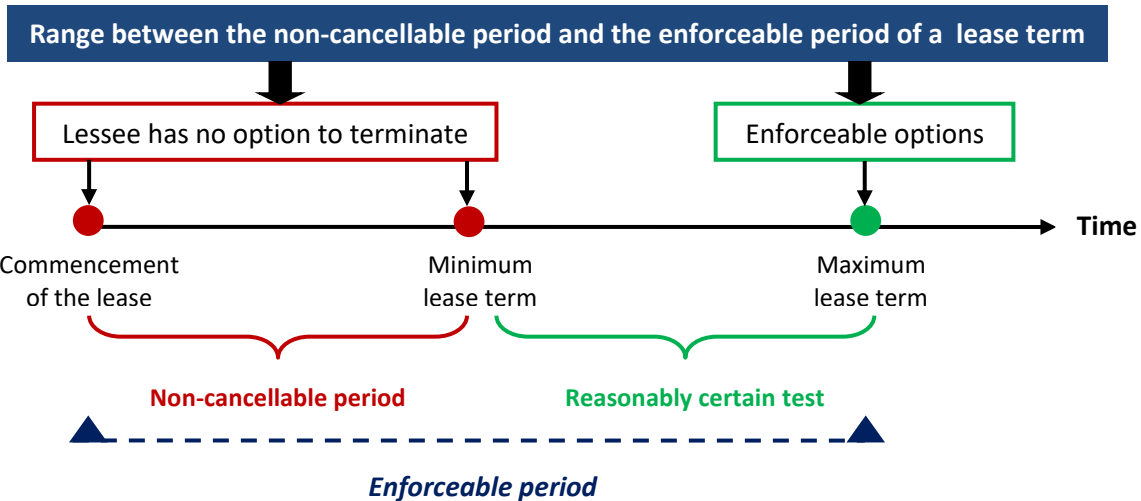 Range between the non-cancellable period and the enforceable period of a lease term
Lessee has no option to terminate
Enforceable options
Time
Commencement
of the lease
Minimum
lease term
Maximum
lease term
Non-cancellable period
Reasonably certain test
Enforceable period